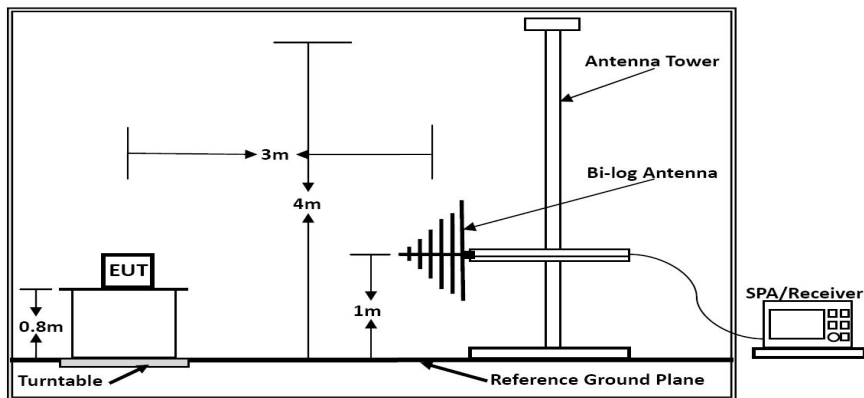 Antenna Tower
3m
Bi-log Antenna
4m
EUT
SPA/Receiver
0.8m
1m
Turntable
Reference Ground Plane